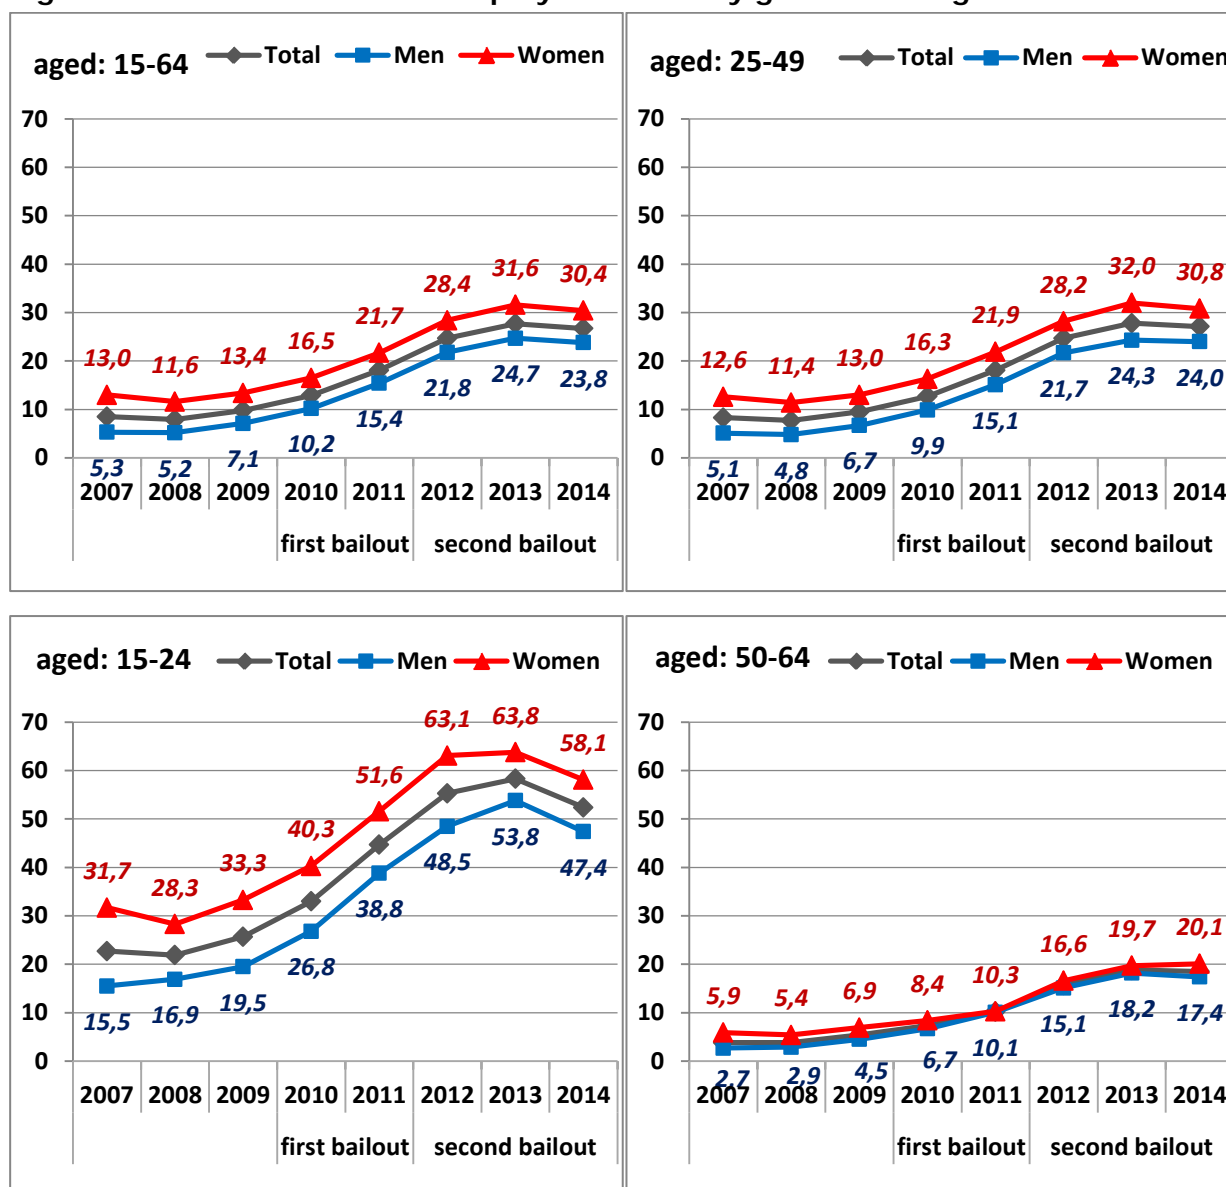 aged: 15-64 Total Men Women
70
60
50
40
30
20
10
0
13,0 11,6 13,4 16,5 21,7 28,4 31,6 30,4
5,3 5,2 7,1 10,2 15,4 21,8 24,7 23,8
2007 2008 2009 2010 2011 2012 2013 2014
first bailout second bailout
aged: 25-49 Total Men Women
70
60
50
40
30
20
10
0
12,6 11,4 13,0 16,3 21,9 28,2 32,0 30,8
5,1 4,8 6,7 9,9 15,1 21,7 24,3 24,0
2007 2008 2009 2010 2011 2012 2013 2014
first bailout second bailout
aged: 15-24 Total Men Women
70
60
50
40
30
20
10
0
31,7 28,3 33,3 40,3 51,6 63,1 63,8 58,1
15,5 16,9 19,5 26,8 38,8 48,5 53,8 47,4
2007 2008 2009 2010 2011 2012 2013 2014
first bailout second bailout
aged: 50-64 Total Men Women
70
60
50
40
30
20
10
0
5,9 5,4 6,9 8,4 10,3 16,6 19,7 20,1
2,7 2,9 4,5 6,7 10,1 15,1 18,2 17,4
2007 2008 2009 2010 2011 2012 2013 2014
first bailout second bailout